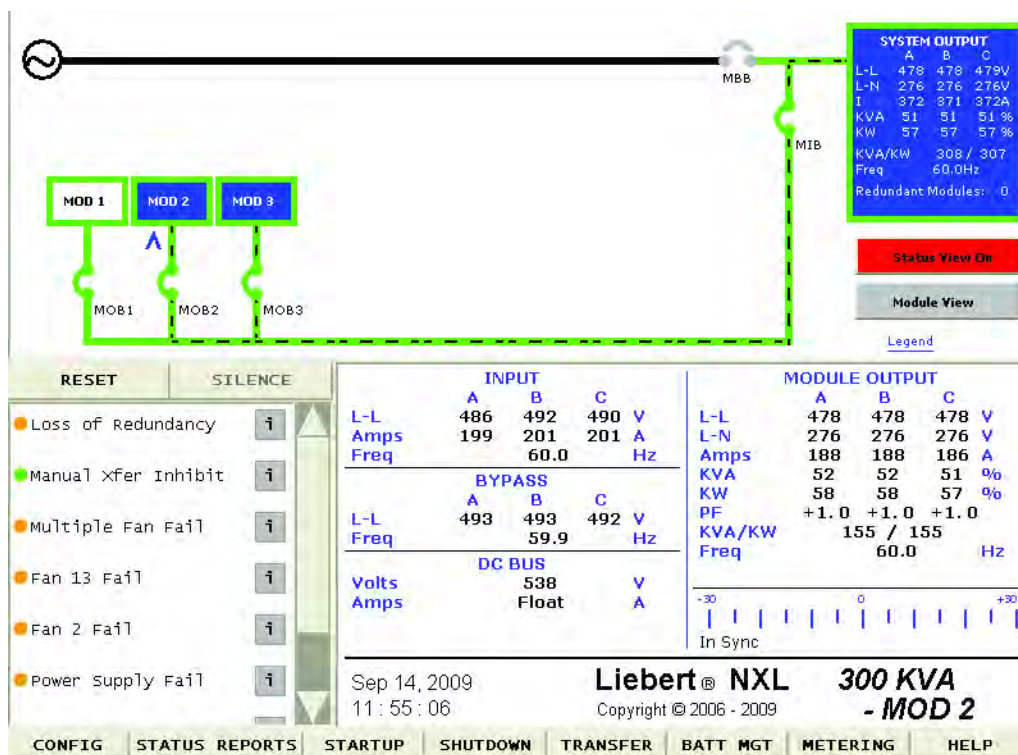 SYSTEM OUTPUT
A B C
L-L 478 478 479V
L-N 276 276 276V
I 372 371 372A
KVA 51 51 51 %
KW 57 57 57 %
KVA/KW 308 / 307
Freq 60.0Hz
Redundant Modules: 0
MBB
MIB
MOD 1 MOD 2 MOD 3
MOB1 MOB2 MOB3
Status View On
Module View
Legend
RESET SILENCE
Loss of Redundancy i
Manual Xfer Inhibit i
Multiple Fan Fail i
Fan 13 Fail i
Fan 2 Fail i
Power Supply Fail i
INPUT
A B C
L-L 486 492 490 V
Amps 199 201 201 A
Freq 60.0 Hz
BYPASS
A B C
L-L 493 493 492 V
Freq 59.9 Hz
DC BUS
Volts 538 V
Amps Float A
MODULE OUTPUT
A B C
L-L 478 478 478 V
L-N 276 276 276 V
Amps 188 188 186 A
KVA 52 52 51 %
KW 58 58 57 %
PF +1.0 +1.0 +1.0
KVA/KW 155 / 155
Freq 60.0 Hz
-30 0 +30
In Sync
Sep 14, 2009
11:55:06
Liebert ® NXL
Copyright © 2006 - 2009
300 KVA
- MOD 2
CONFIG STATUS REPORTS STARTUP SHUTDOWN TRANSFER BATT MGT METERING HELP